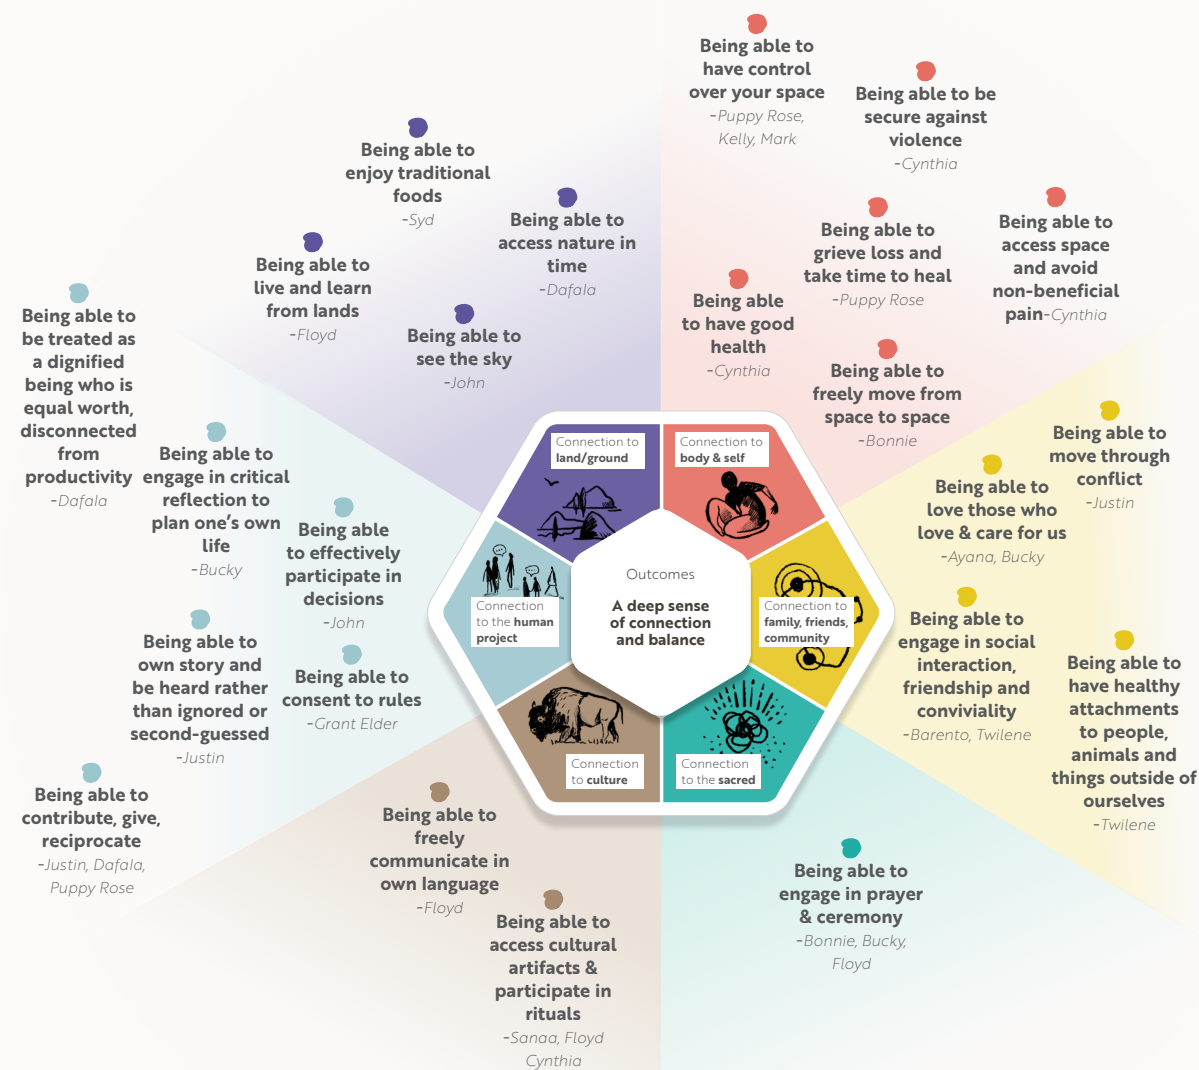 Being able to
have control
over your space
-Puppy Rose,
Kelly, Mark
Being able to be
secure against
violence
-Cynthia
Being able to
enjoy traditional
foods
-Syd
Being able to
access nature in
time
-Dafala
Being able to
grieve loss and
take time to heal
-Puppy Rose
Being able to
access space
and avoid
non-beneficial
pain-Cynthia
Being able to
live and learn
from lands
-Floyd
Being able to
see the sky
-John
Being able
to have good
health
-Cynthia
Being able to
freely move from
space to space
-Bonnie
Being able to
be treated as
a dignified
being who is
equal worth,
disconnected
from
productivity
-Dafala
Being able to
engage in critical
reflection to
plan one's own
life
-Bucky
Being able
to effectively
participate in
decisions
-John
Being able to
own story and
be heard rather
than ignored or
second-guessed
-Justin
Being able to
consent to rules
-Grant Elder
Being able to
contribute, give,
reciprocate
-Justin, Dafala,
Puppy Rose
Connection to
land/ground
Connection to
body & self
Connection
to the human
project
Outcomes
A deep sense
of connection
and balance
Connection to
family, friends,
community
Connection
to culture
Connection
to the sacred
Being able to
move through
conflict
-Justin
Being able to
love those who
love & care for us
-Ayana, Bucky
Being able to
engage in social
interaction,
friendship and
conviviality
-Barento, Twilene
Being able to
have healthy
attachments
to people,
animals and
things outside of
ourselves
-Twilene
Being able to
freely
communicate in
own language
-Floyd
Being able to
access cultural
artifacts &
participate in
rituals
-Sanaa, Floyd
Cynthia
Being able to
engage in prayer
& ceremony
-Bonnie, Bucky,
Floyd